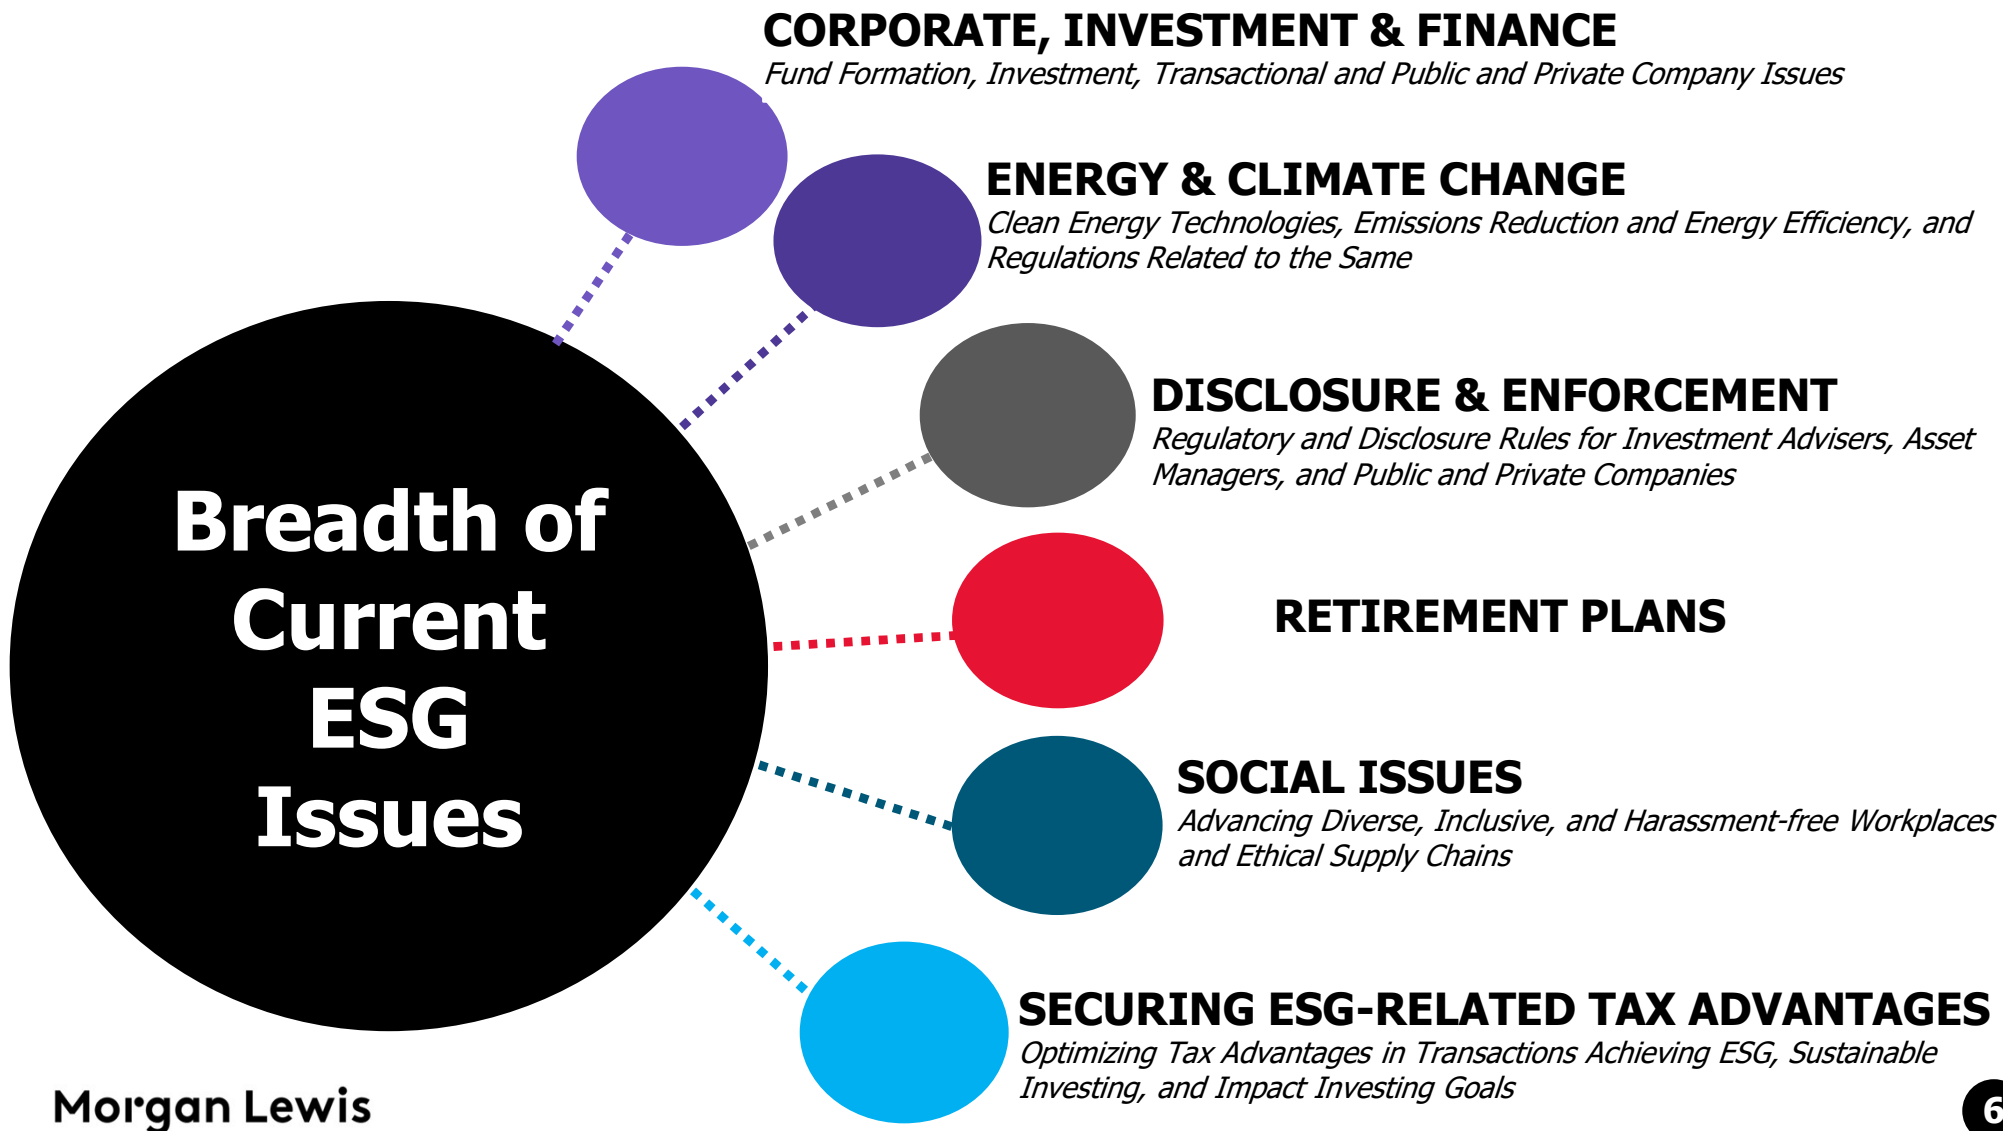 CORPORATE, INVESTMENT & FINANCE
Fund Formation, Investment, Transactional and Public and Private Company Issues
ENERGY & CLIMATE CHANGE
Clean Energy Technologies, Emissions Reduction and Energy Efficiency, and
Regulations Related to the Same
DISCLOSURE & ENFORCEMENT
Regulatory and Disclosure Rules for Investment Advisers, Asset
Managers, and Public and Private Companies
Breadth of
Current
ESG
Issues
RETIREMENT PLANS
SOCIAL ISSUES
Advancing Diverse, Inclusive, and Harassment-free Workplaces
and Ethical Supply Chains
SECURING ESG-RELATED TAX ADVANTAGES
Optimizing Tax Advantages in Transactions Achieving ESG, Sustainable
Investing, and Impact Investing Goals
Morgan Lewis
6